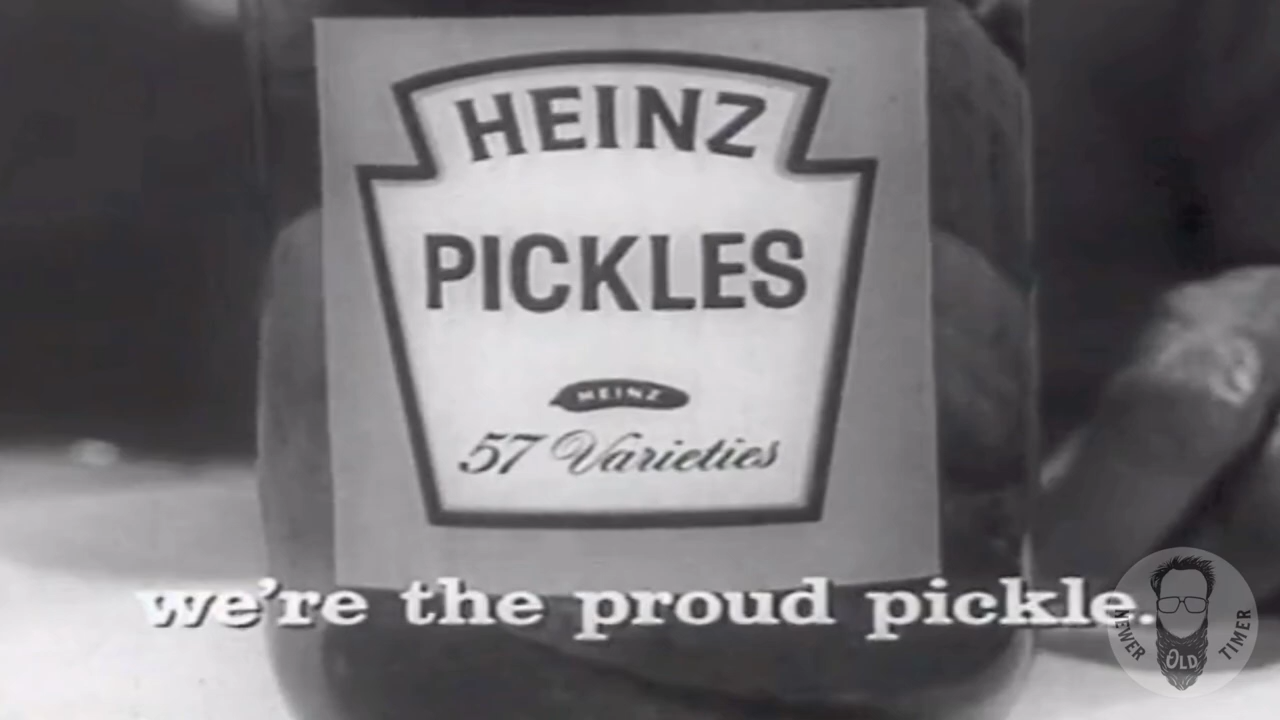 HEINZ
PICKLES
HEINZ
57 Varieties
we're the proud pickle.
NEWER OLD TIMER